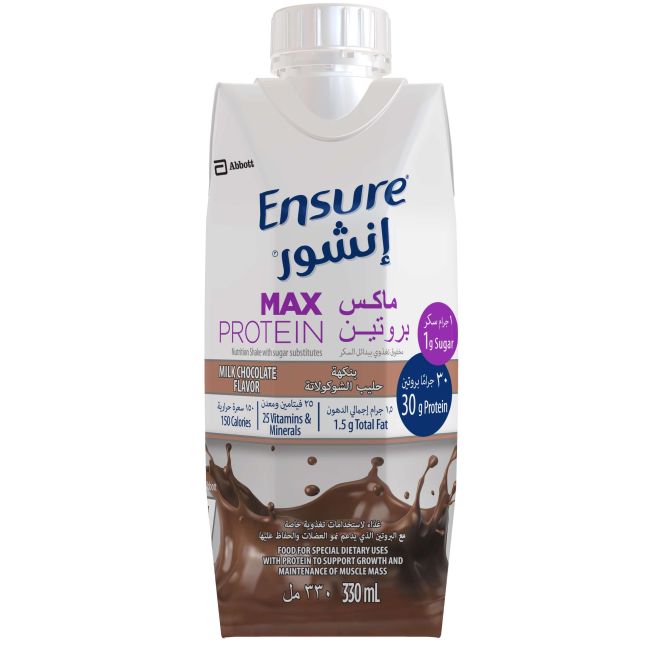 Abbott
Ensure®
إنشور®
MAX ماكس
PROTEIN بروتين
Nutrition Shake with sugar substitutes مخفوق تغذوي ببدائل السكر
١ جرام سكر
1g Sugar
MILK CHOCOLATE
FLAVOR
بنكهة
حليب الشوكولاتة
٣٠ جرامًا بروتين
30 g Protein
١٥٠ سعرة حرارية
150 Calories
٢٥ فيتامين ومعدن
25 Vitamins &
Minerals
١,٥ جرام إجمالي الدهون
1.5 g Total Fat
غذاء لاستخدامات تغذوية خاصة
مع البروتين الذي يدعم نمو العضلات والحفاظ عليها
FOOD FOR SPECIAL DIETARY USES
WITH PROTEIN TO SUPPORT GROWTH AND
MAINTENANCE OF MUSCLE MASS
٣٣٠ مل 330 mL